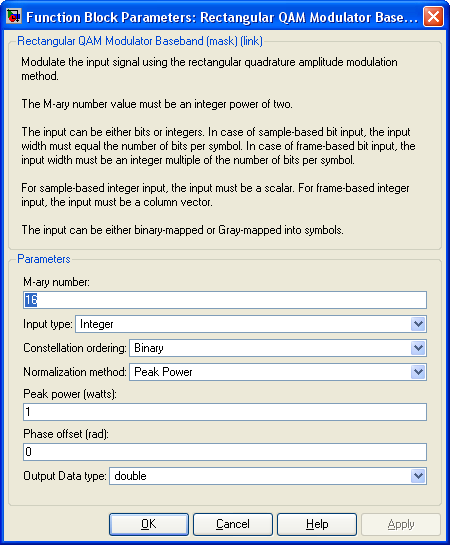 Function Block Parameters: Rectangular QAM Modulator Base...
Rectangular QAM Modulator Baseband (mask) (link)
Modulate the input signal using the rectangular quadrature amplitude modulation
method.
The M-ary number value must be an integer power of two.
The input can be either bits or integers. In case of sample-based bit input, the input
width must equal the number of bits per symbol. In case of frame-based bit input, the
input width must be an integer multiple of the number of bits per symbol.
For sample-based integer input, the input must be a scalar. For frame-based integer
input, the input must be a column vector.
The input can be either binary-mapped or Gray-mapped into symbols.
Parameters
M-ary number:
16
Input type: Integer
Constellation ordering: Binary
Normalization method: Peak Power
Peak power (watts):
1
Phase offset (rad):
0
Output Data type: double
OK Cancel Help Apply